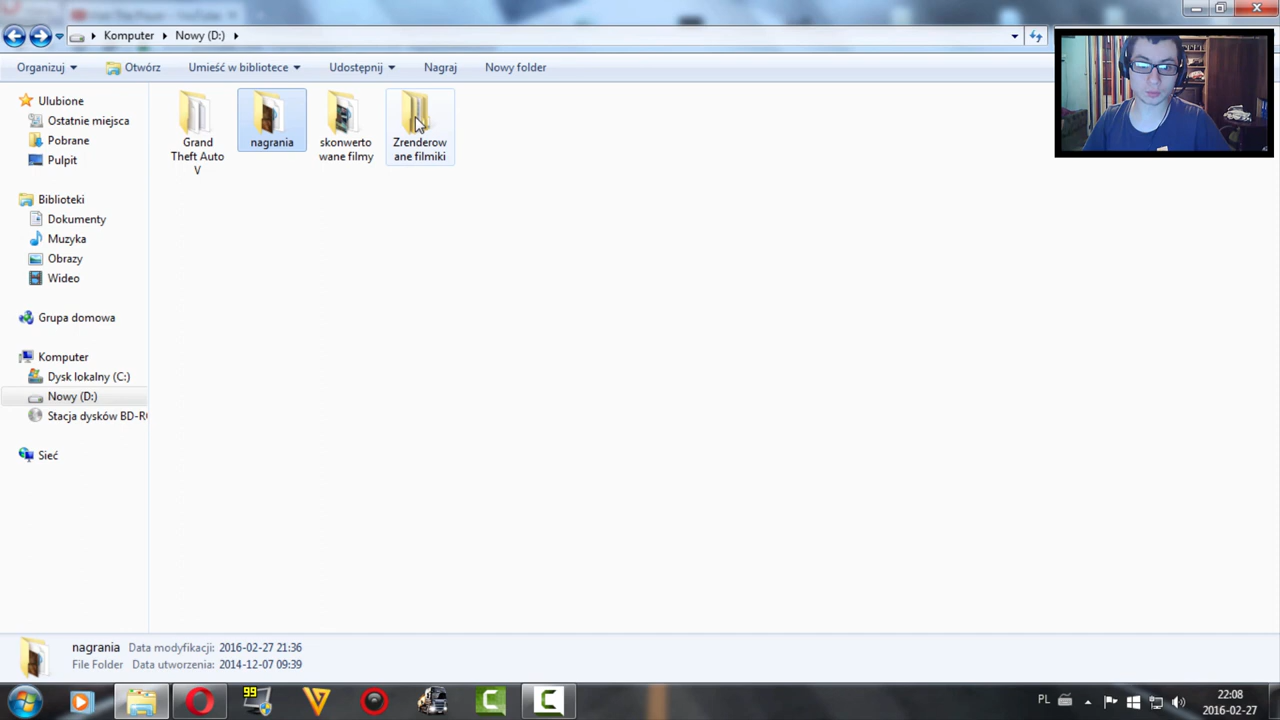 Komputer Nowy (D:)
Organizuj Otwórz Umieść w bibliotece Udostępnij Nagraj Nowy folder
Ulubione
Ostatnie miejsca
Pobrane
Pulpit
Biblioteki
Dokumenty
Muzyka
Obrazy
Wideo
Grupa domowa
Komputer
Dysk lokalny (C:)
Nowy (D:)
Stacja dysków BD-R
Sieć
Grand
Theft Auto
V
nagrania
skonwerto
wane filmy
Zrenderow
ane filmiki
nagrania Data modyfikacji: 2016-02-27 21:36
File Folder Data utworzenia: 2014-12-07 09:39
99
PL
22:08
2016-02-27